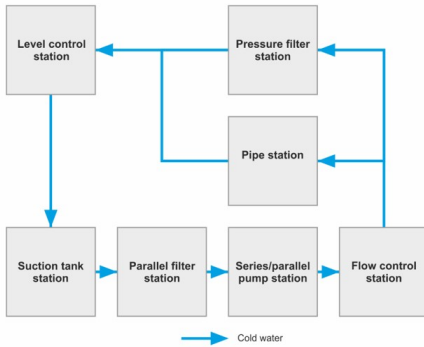 Level control
station
Pressure filter
station
Pipe station
Suction tank
station
Parallel filter
station
Series/parallel
pump station
Flow control
station
Cold water